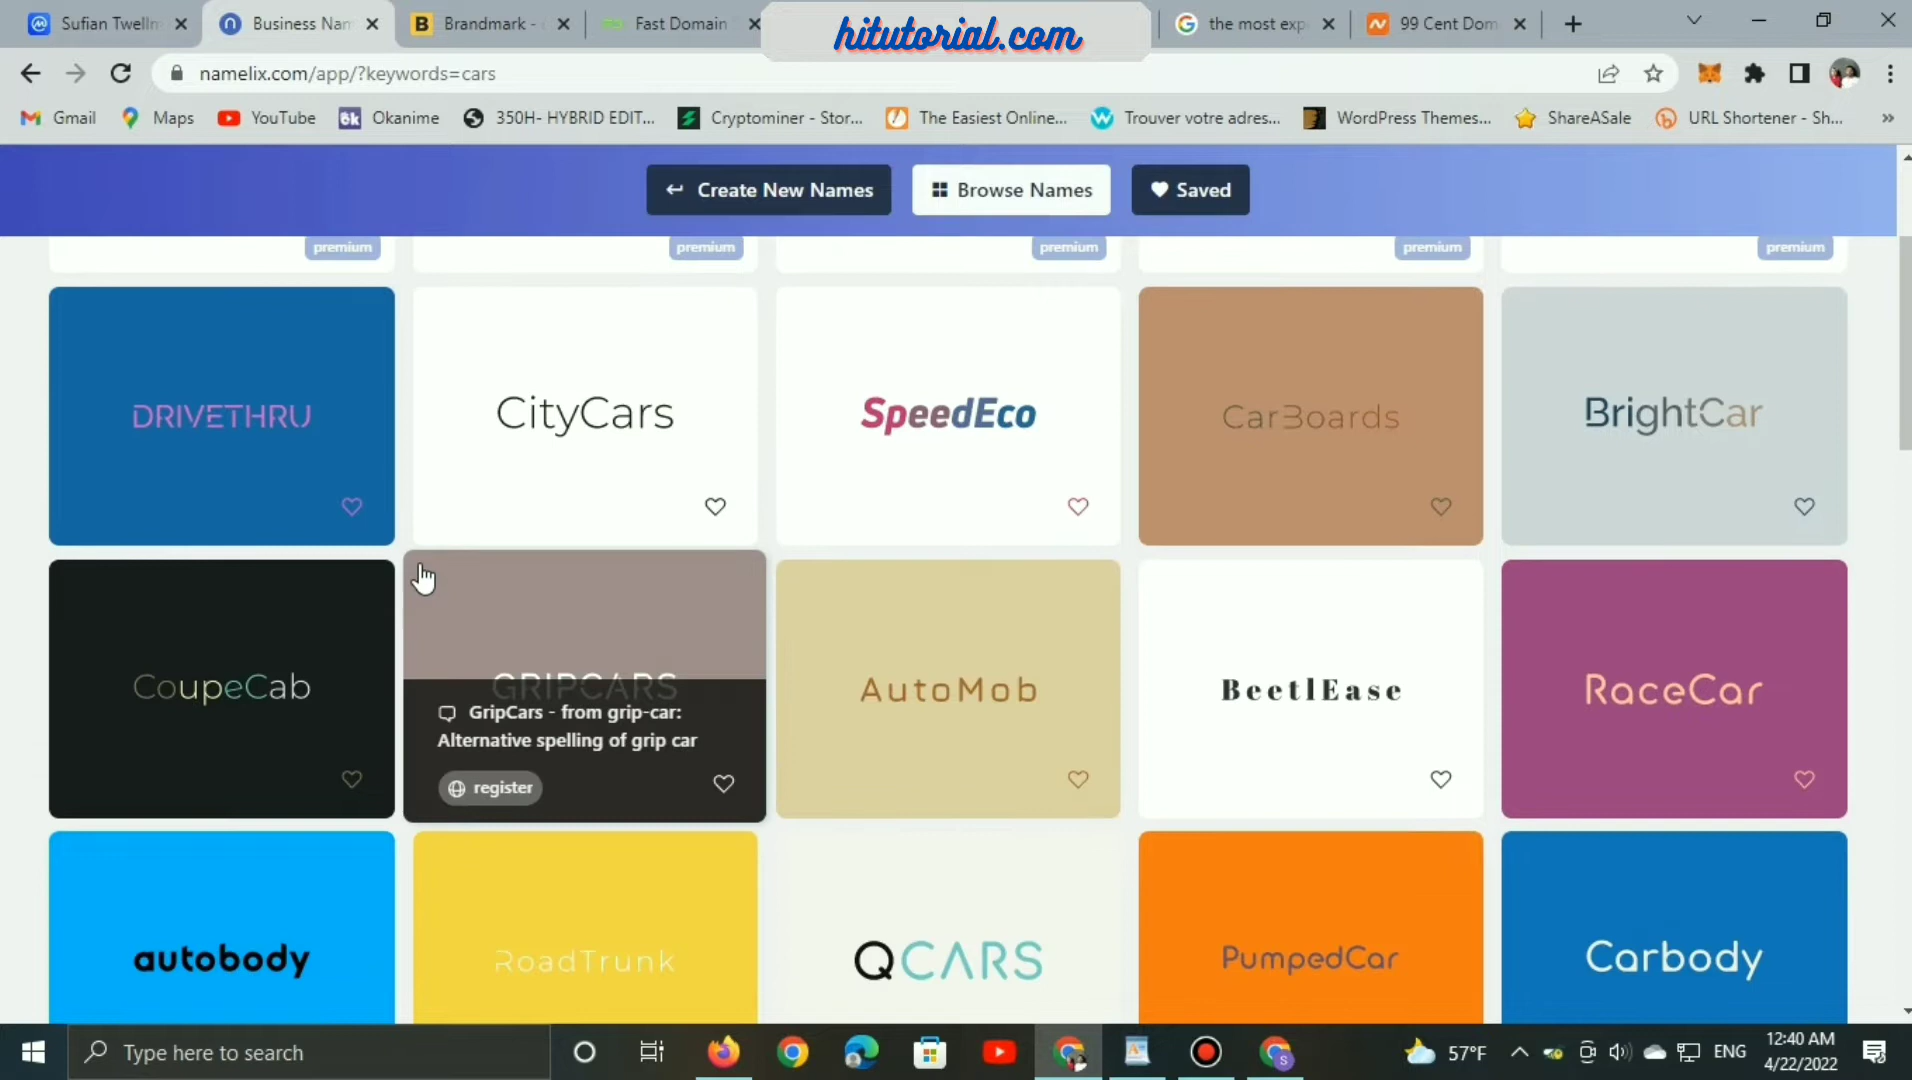 Sufian Twellm
Business Nam
Brandmark -
Fast Domain
hitutorial.com
the most exp
99 Cent Dom
namelix.com/app/?keywords=cars
Gmail
Maps
YouTube
Okanime
350H- HYBRID EDIT...
Cryptominer - Stor...
The Easiest Online...
Trouver votre adres...
WordPress Themes...
ShareASale
URL Shortener - Sh...
Create New Names
Browse Names
Saved
premium
premium
premium
premium
premium
DRIVETHRU
CityCars
SpeedEco
CarBoards
BrightCar
CoupeCab
GRIPCARS
GripCars - from grip-car:
Alternative spelling of grip car
register
AutoMob
BeetlEase
RaceCar
autobody
RoadTrunk
QCARS
PumpedCar
Carbody
Type here to search
57°F
ENG
12:40 AM
4/22/2022